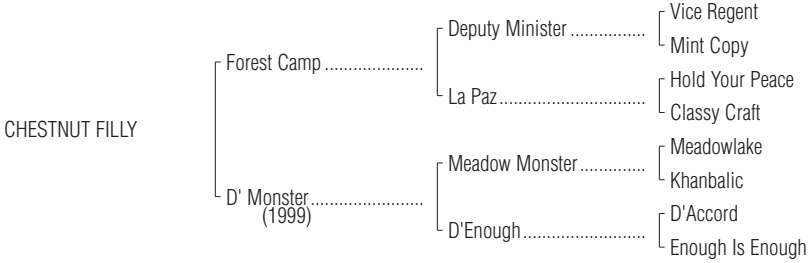 Vice Regent
Deputy Minister ................
Mint Copy
Forest Camp .....................
Hold Your Peace
La Paz ...............................
Classy Craft
CHESTNUT FILLY
Meadowlake
Meadow Monster ..............
Khanbalic
D' Monster ........................
(1999)
D'Accord
D'Enough ..........................
Enough Is Enough